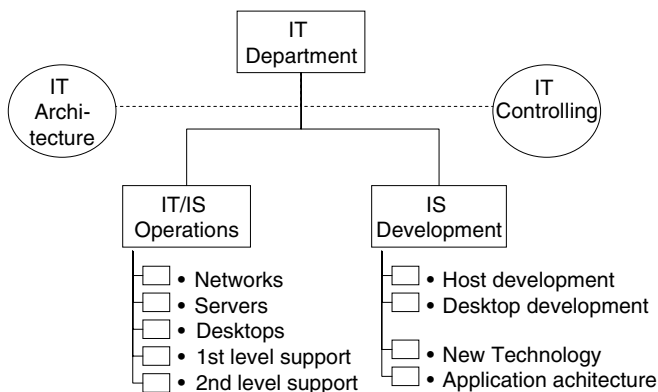 IT
Department
IT
Archi-
tecture
IT
Controlling
IT/IS
Operations
IS
Development
• Networks
• Servers
• Desktops
• 1st level support
• 2nd level support
• Host development
• Desktop development
• New Technology
• Application achitecture